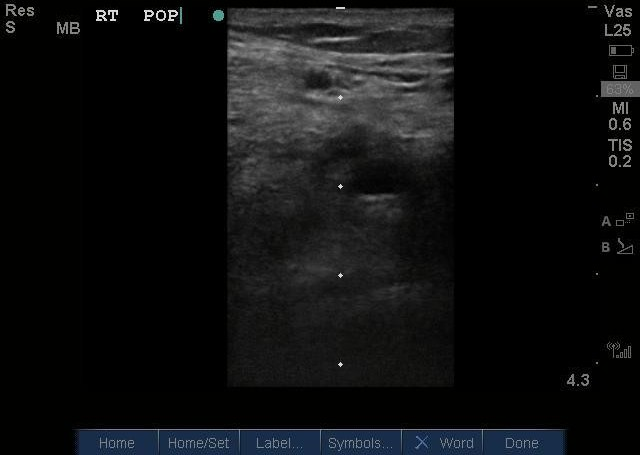 Res
S
MB
RT POP
Vas
L25
63%
MI
0.6
TIS
0.2
A
B
4.3
Home Home/Set Label... Symbols... X Word Done